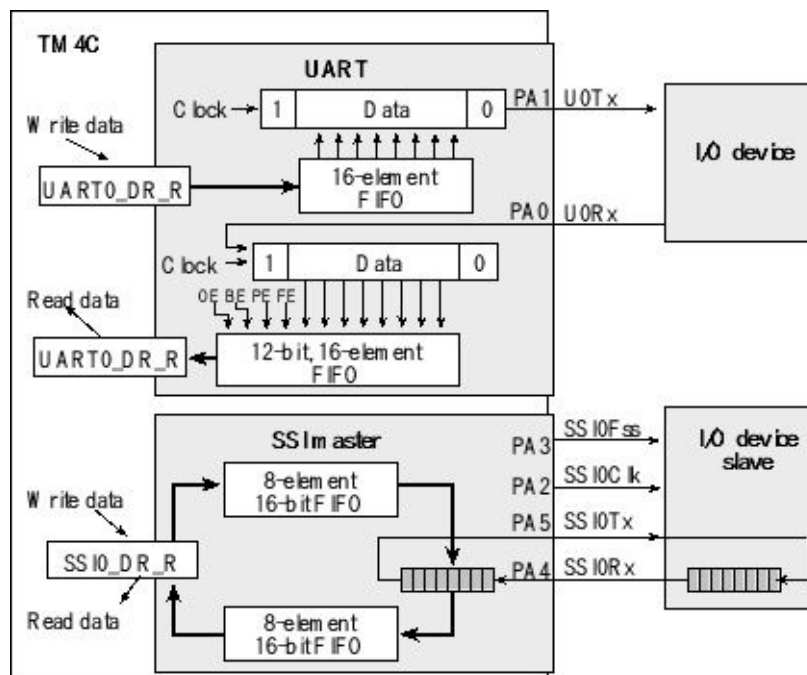 TM4C
UART
Clock
1
Data
0
PA1
U0Tx
Write data
I/O device
UART0_DR_R
16-element
FIFO
PA0
U0Rx
Clock
1
Data
0
OE BE PE FE
Read data
UART0_DR_R
12-bit, 16-element
FIFO
SSI master
SSI0Fss
I/O device
slave
PA3
8-element
16-bit FIFO
SSI0Clk
PA2
Write data
PA5
SSI0Tx
SSI0_DR_R
PA4
SSI0Rx
Read data
8-element
16-bit FIFO